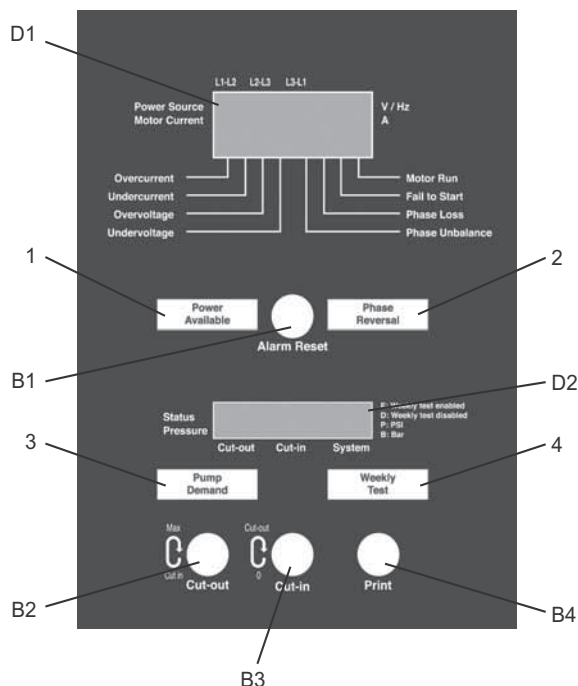 D1
L1-L2 L2-L3 L3-L1
Power Source
Motor Current
V / Hz
A
Overcurrent
Undercurrent
Overvoltage
Undervoltage
Motor Run
Fail to Start
Phase Loss
Phase Unbalance
1
2
Power
Available
Phase
Reversal
B1
Alarm Reset
D2
Status
Pressure
E: Weekly test enabled
D: Weekly test disabled
P: PSI
B: Bar
Cut-out Cut-in System
3
4
Pump
Demand
Weekly
Test
Max
Cut in
Cut-out
Cut-out
0
Cut-in
Print
B2
B3
B4